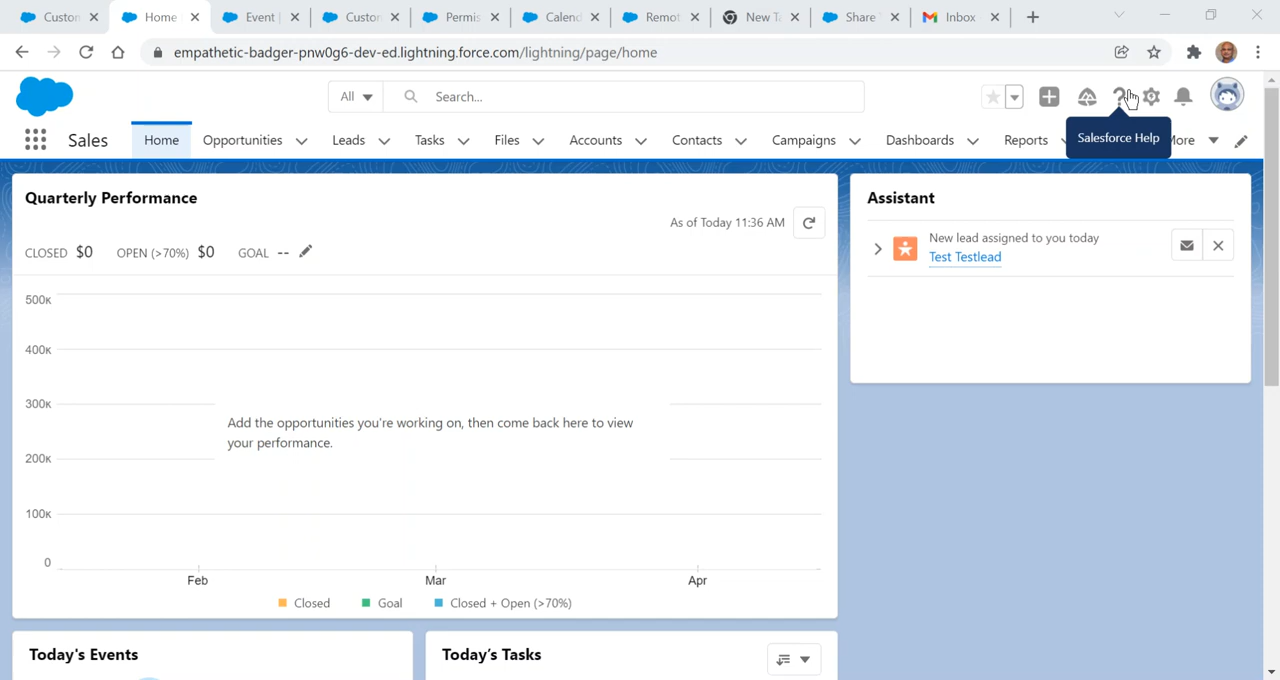 Custom
Home
Event |
Custom
Permis
Calend
Remot
New Ta
Share
Inbox
empathetic-badger-pnw0g6-dev-ed.lightning.force.com/lightning/page/home
All
Search...
Sales
Home
Opportunities
Leads
Tasks
Files
Accounts
Contacts
Campaigns
Dashboards
Reports
Salesforce Help
More
Quarterly Performance
As of Today 11:36 AM
CLOSED $0 OPEN (>70%) $0 GOAL --
500K
400K
300K
200K
100K
0
Add the opportunities you're working on, then come back here to view
your performance.
Feb
Mar
Apr
Closed
Goal
Closed + Open (>70%)
Assistant
New lead assigned to you today
Test Testlead
Today's Events
Today's Tasks